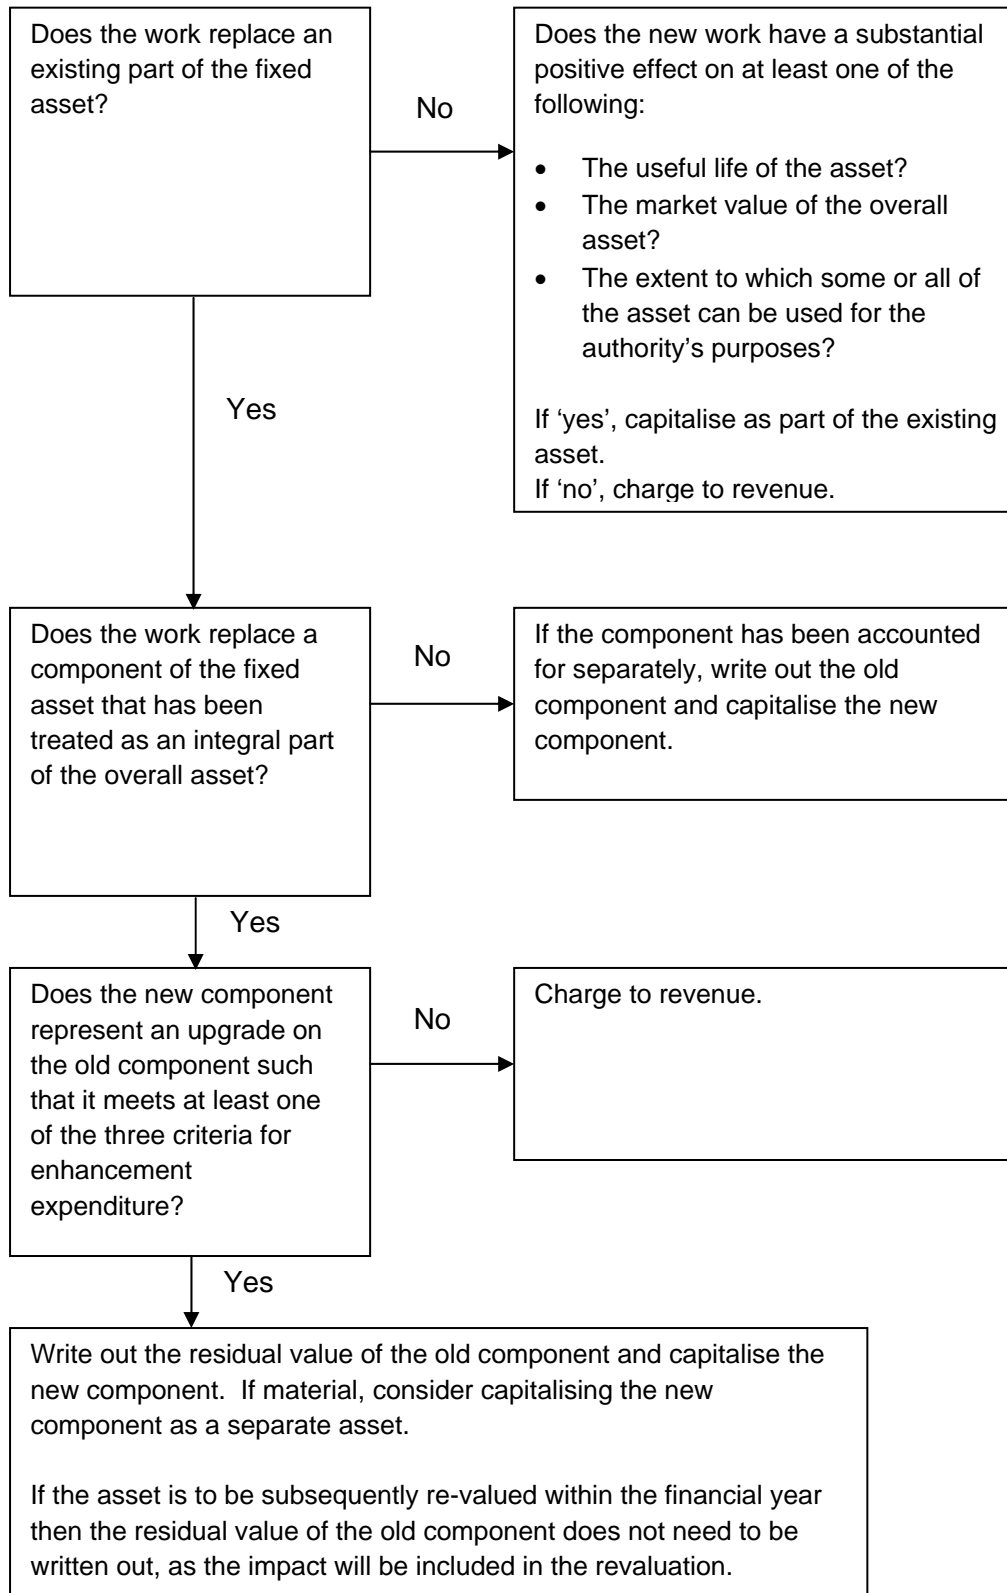 Does the work replace an
existing part of the fixed
asset?
No
Does the new work have a substantial
positive effect on at least one of the
following:
• The useful life of the asset?
• The market value of the overall
asset?
• The extent to which some or all of
the asset can be used for the
authority’s purposes?
If ‘yes’, capitalise as part of the existing
asset.
If ‘no’, charge to revenue.
Yes
Does the work replace a
component of the fixed
asset that has been
treated as an integral part
of the overall asset?
No
If the component has been accounted
for separately, write out the old
component and capitalise the new
component.
Yes
Does the new component
represent an upgrade on
the old component such
that it meets at least one
of the three criteria for
enhancement
expenditure?
No
Charge to revenue.
Yes
Write out the residual value of the old component and capitalise the
new component.  If material, consider capitalising the new
component as a separate asset.
If the asset is to be subsequently re-valued within the financial year
then the residual value of the old component does not need to be
written out, as the impact will be included in the revaluation.